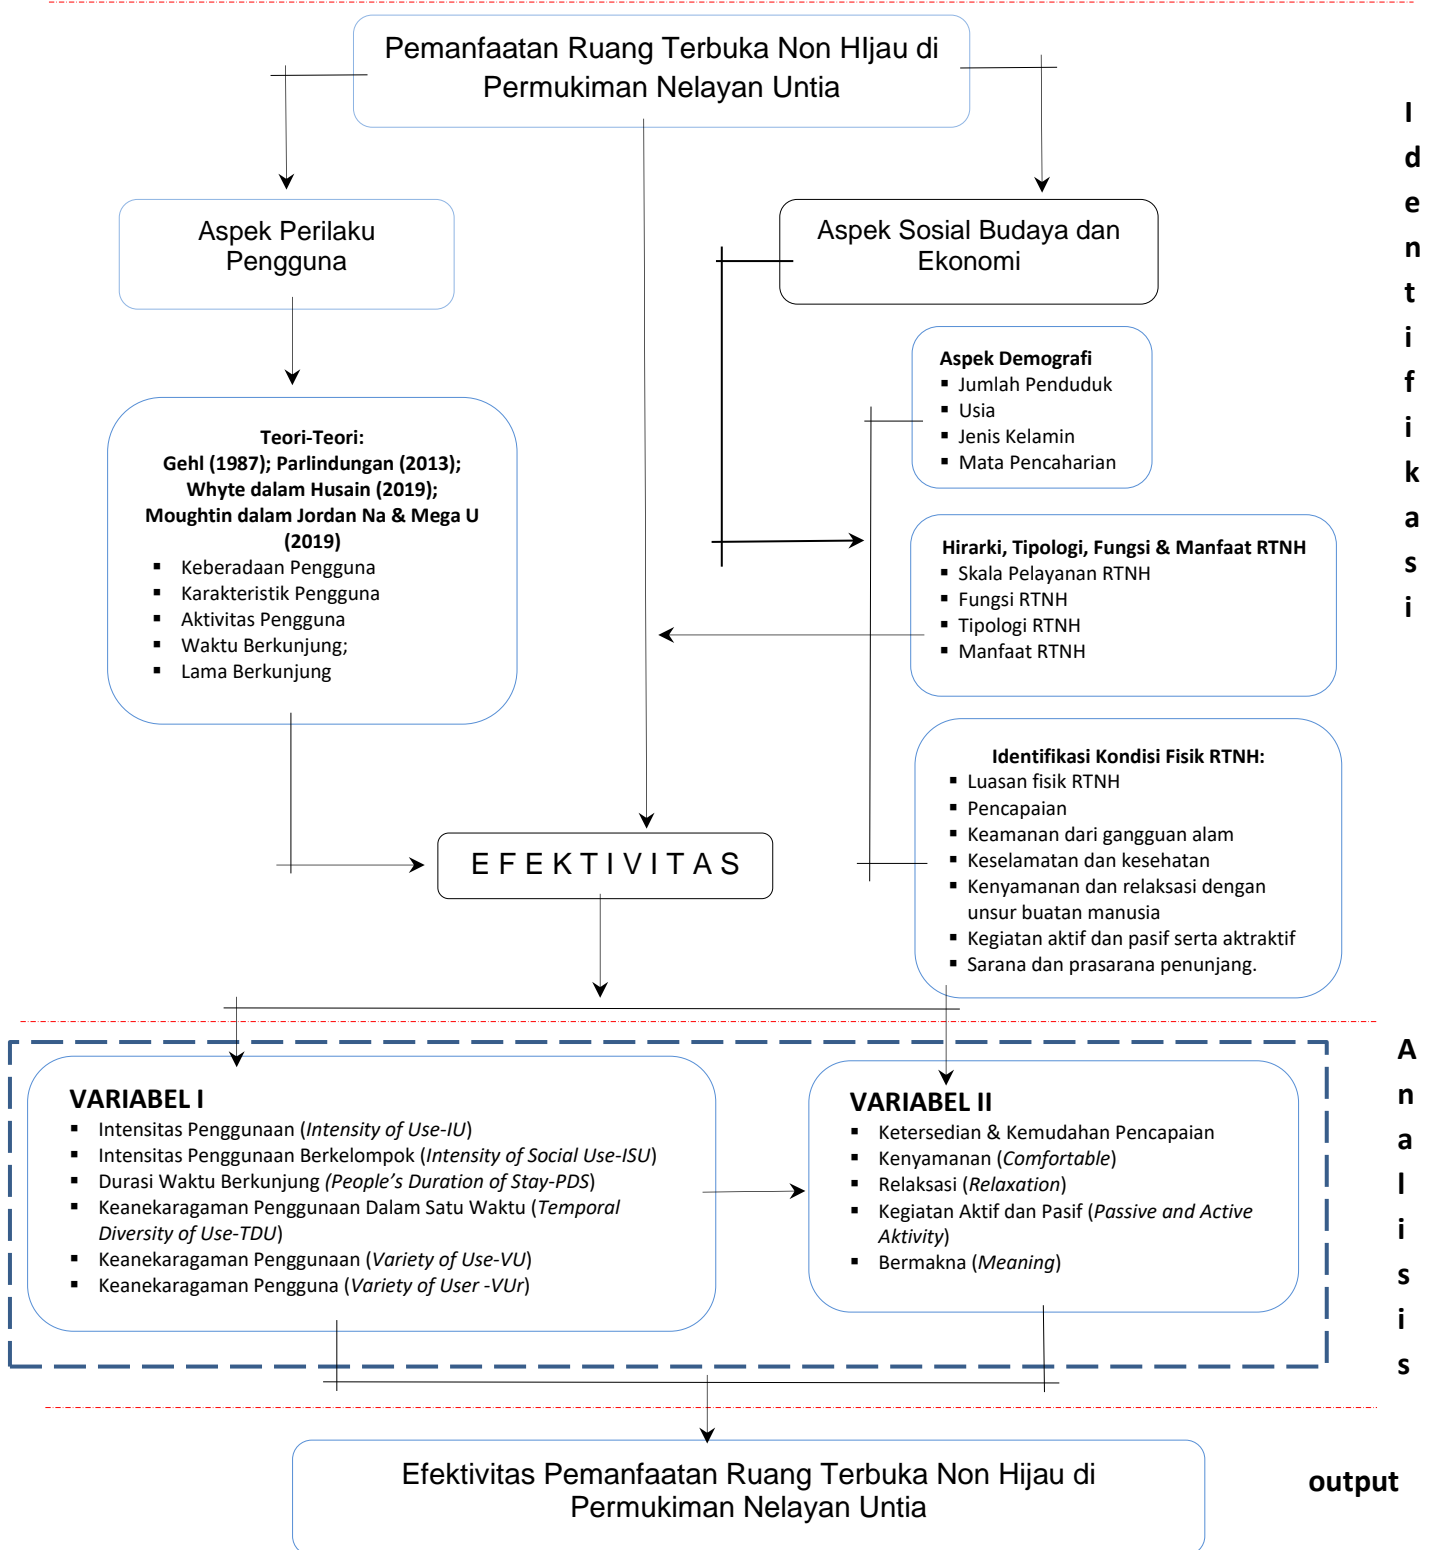 Pemanfaatan Ruang Terbuka Non HIjau di
Permukiman Nelayan Untia
Identifikasi
Aspek Perilaku
Pengguna
Aspek Sosial Budaya dan
Ekonomi
Aspek Demografi
▪ Jumlah Penduduk
▪ Usia
▪ Jenis Kelamin
▪ Mata Pencaharian
Teori-Teori:
Gehl (1987); Parlindungan (2013);
Whyte dalam Husain (2019);
Moughtin dalam Jordan Na & Mega U
(2019)
▪ Keberadaan Pengguna
▪ Karakteristik Pengguna
▪ Aktivitas Pengguna
▪ Waktu Berkunjung;
▪ Lama Berkunjung
Hirarki, Tipologi, Fungsi & Manfaat RTNH
▪ Skala Pelayanan RTNH
▪ Fungsi RTNH
▪ Tipologi RTNH
▪ Manfaat RTNH
Identifikasi Kondisi Fisik RTNH:
▪ Luasan fisik RTNH
▪ Pencapaian
▪ Keamanan dari gangguan alam
▪ Keselamatan dan kesehatan
▪ Kenyamanan dan relaksasi dengan
unsur buatan manusia
▪ Kegiatan aktif dan pasif serta aktraktif
▪ Sarana dan prasarana penunjang.
E F E K T I V I T A S
Analisis
VARIABEL I
▪ Intensitas Penggunaan (Intensity of Use-IU)
▪ Intensitas Penggunaan Berkelompok (Intensity of Social Use-ISU)
▪ Durasi Waktu Berkunjung (People’s Duration of Stay-PDS)
▪ Keanekaragaman Penggunaan Dalam Satu Waktu (Temporal
Diversity of Use-TDU)
▪ Keanekaragaman Penggunaan (Variety of Use-VU)
▪ Keanekaragaman Pengguna (Variety of User -VUr)
VARIABEL II
▪ Ketersedian & Kemudahan Pencapaian
▪ Kenyamanan (Comfortable)
▪ Relaksasi (Relaxation)
▪ Kegiatan Aktif dan Pasif (Passive and Active
Aktivity)
▪ Bermakna (Meaning)
Efektivitas Pemanfaatan Ruang Terbuka Non Hijau di
Permukiman Nelayan Untia
output